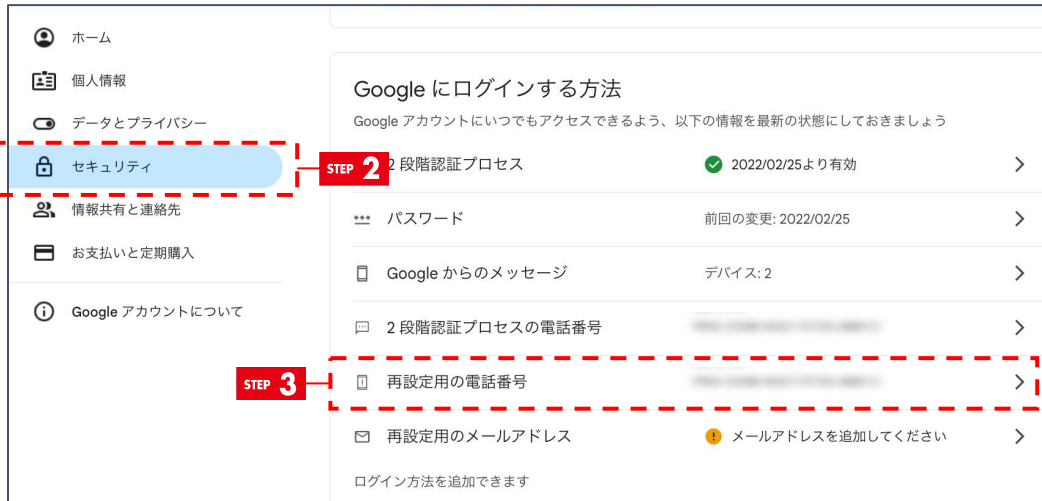 ホーム
個人情報
データとプライバシー
セキュリティ
情報共有と連絡先
お支払いと定期購入
Google アカウントについて
STEP 2
STEP 3
Google にログインする方法
Google アカウントにいつでもアクセスできるよう、以下の情報を最新の状態にしておきましょう
2 段階認証プロセス 2022/02/25より有効
パスワード 前回の変更: 2022/02/25
Google からのメッセージ デバイス: 2
2 段階認証プロセスの電話番号
再設定用の電話番号
再設定用のメールアドレス メールアドレスを追加してください
ログイン方法を追加できます